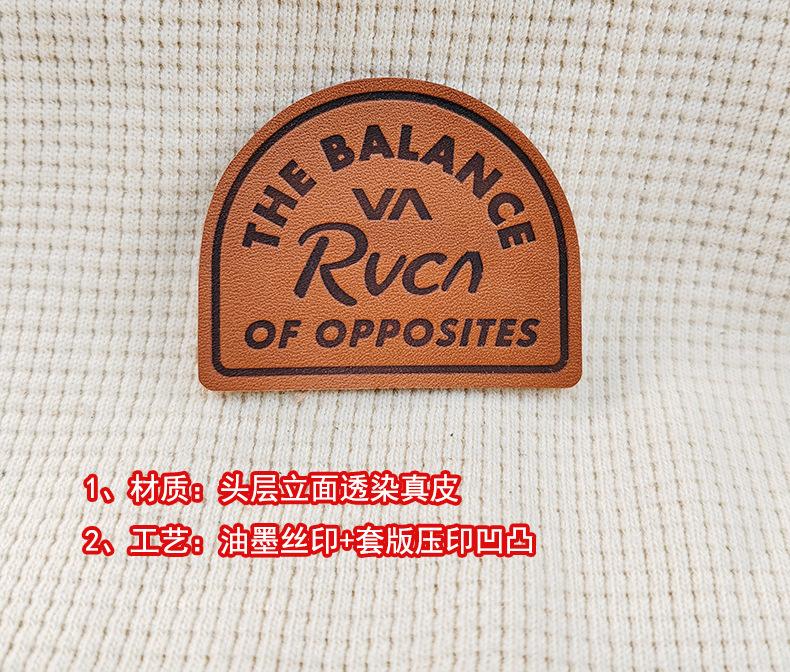 THE BALANCE
VA
RVCA
OF OPPOSITES
1、材质：头层立面透染真皮
2、工艺：油墨丝印+套版压印凹凸